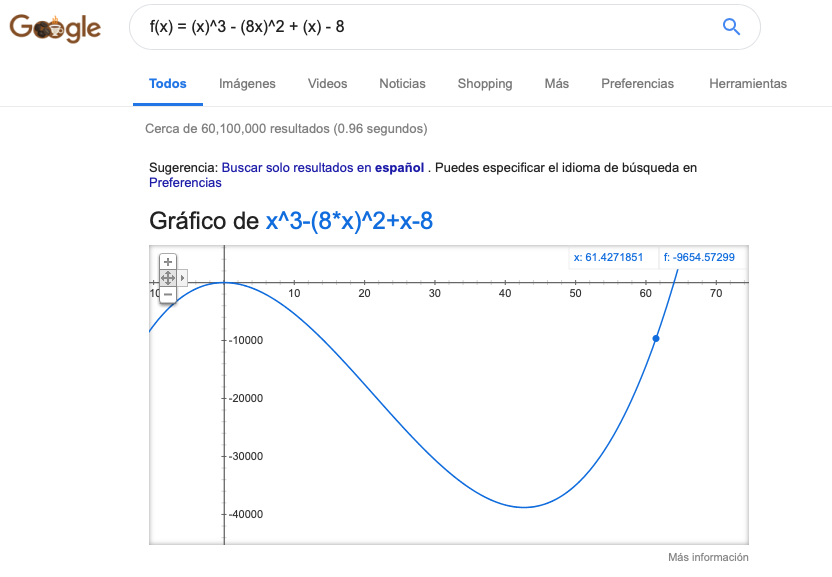 Google
f(x) = (x)^3 - (8x)^2 + (x) - 8
Todos Imágenes Videos Noticias Shopping Más Preferencias Herramientas
Cerca de 60,100,000 resultados (0.96 segundos)
Sugerencia: Buscar solo resultados en español . Puedes especificar el idioma de búsqueda en
Preferencias
Gráfico de x^3-(8*x)^2+x-8
x: 61.4271851 f: -9654.57299
10 10 20 30 40 50 60 70
-10000
-20000
-30000
-40000
Más información